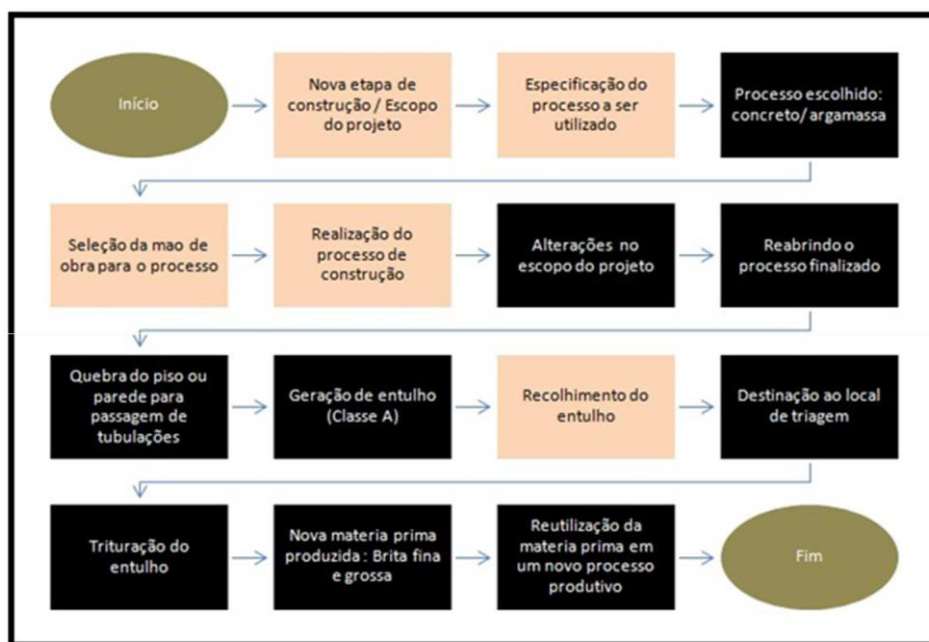 Início
Nova etapa de
construção / Escopo
do projeto
Especificação do
processo a ser
utilizado
Processo escolhido:
concreto/ argamassa
Seleção da mao de
obra para o processo
Realização do
processo de
construção
Alterações no
escopo do projeto
Reabrindo o
processo finalizado
Quebra do piso ou
parede para
passagem de
tubulações
Geração de entulho
(Classe A)
Recolhimento do
entulho
Destinação ao local
de triagem
Trituração do
entulho
Nova materia prima
produzida : Brita fina
e grossa
Reutilização da
materia prima em
um novo processo
produtivo
Fim